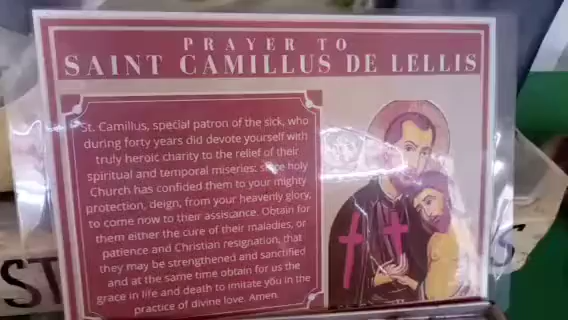 PRAYER TO
SAINT CAMILLUS DE LELLIS
St. Camillus, special patron of the sick, who
during forty years did devote yourself with
truly heroic charity to the relief of their
spiritual and temporal miseries: since holy
Church has confided them to your mighty
protection, deign, from your heavenly glory,
to come now to their assistance. Obtain for
them either the cure of their maladies, or
patience and Christian resignation, that
they may be strengthened and sanctified
and at the same time obtain for us the
grace in life and death to imitate you in the
practice of divine love. Amen.
ST
S